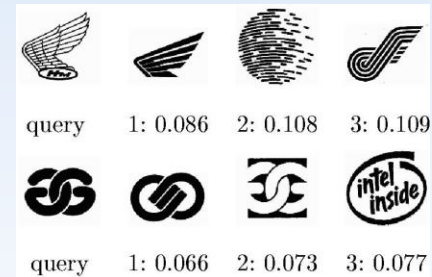 HM
query 1: 0.086 2: 0.108 3: 0.109
intel
inside
query 1: 0.066 2: 0.073 3: 0.077